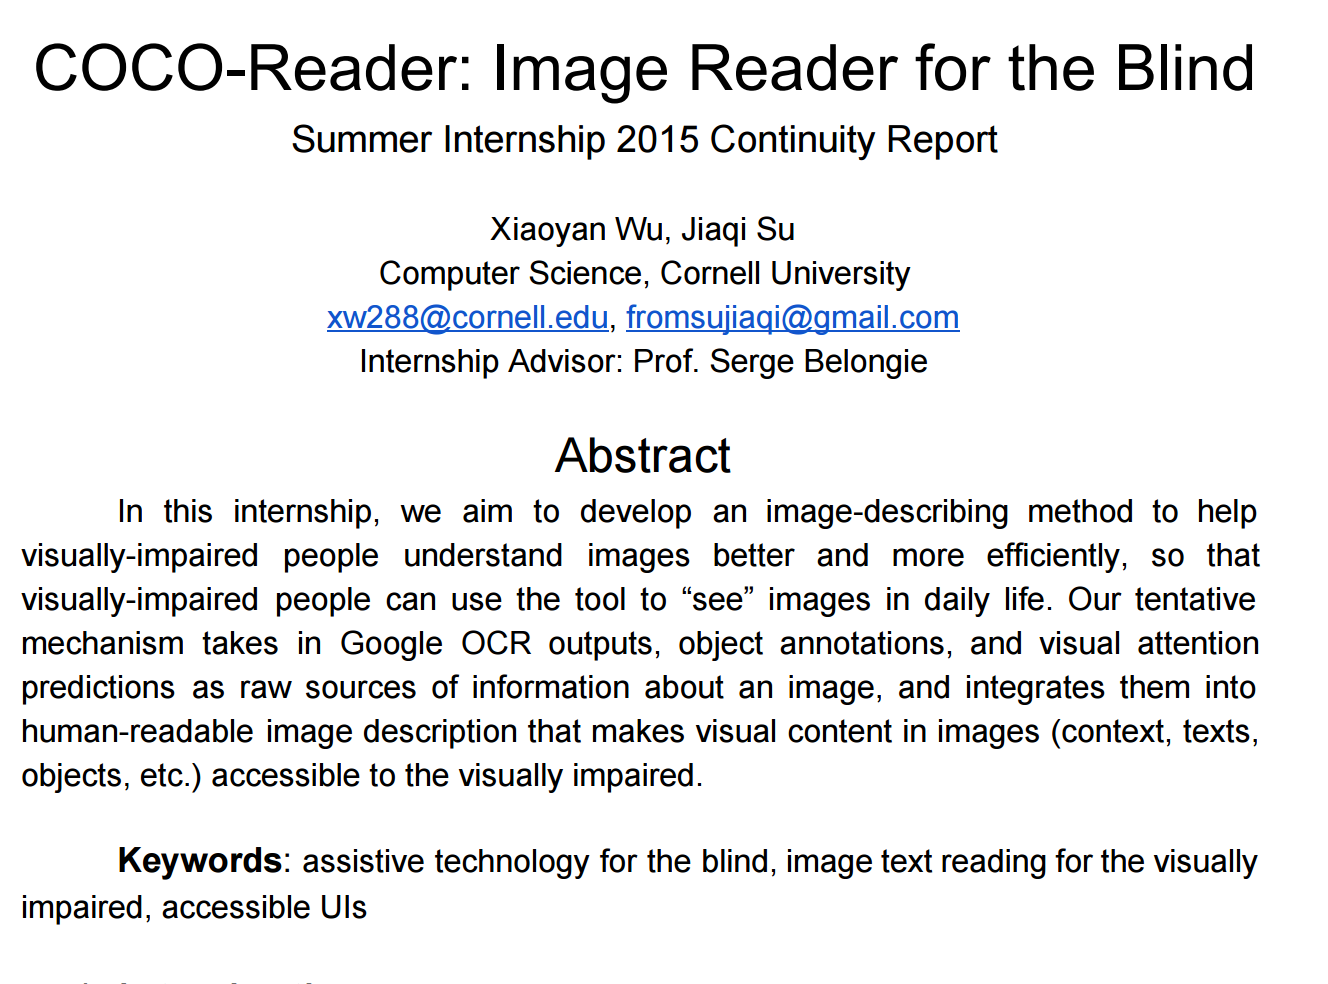 COCO-Reader: Image Reader for the Blind
Summer Internship 2015 Continuity Report
Xiaoyan Wu, Jiaqi Su
Computer Science, Cornell University
xw288@cornell.edu, fromsujiaqi@gmail.com
Internship Advisor: Prof. Serge Belongie
Abstract
In this internship, we aim to develop an image-describing method to help
visually-impaired people understand images better and more efficiently, so that
visually-impaired people can use the tool to “see” images in daily life. Our tentative
mechanism takes in Google OCR outputs, object annotations, and visual attention
predictions as raw sources of information about an image, and integrates them into
human-readable image description that makes visual content in images (context, texts,
objects, etc.) accessible to the visually impaired.
Keywords: assistive technology for the blind, image text reading for the visually
impaired, accessible UIs